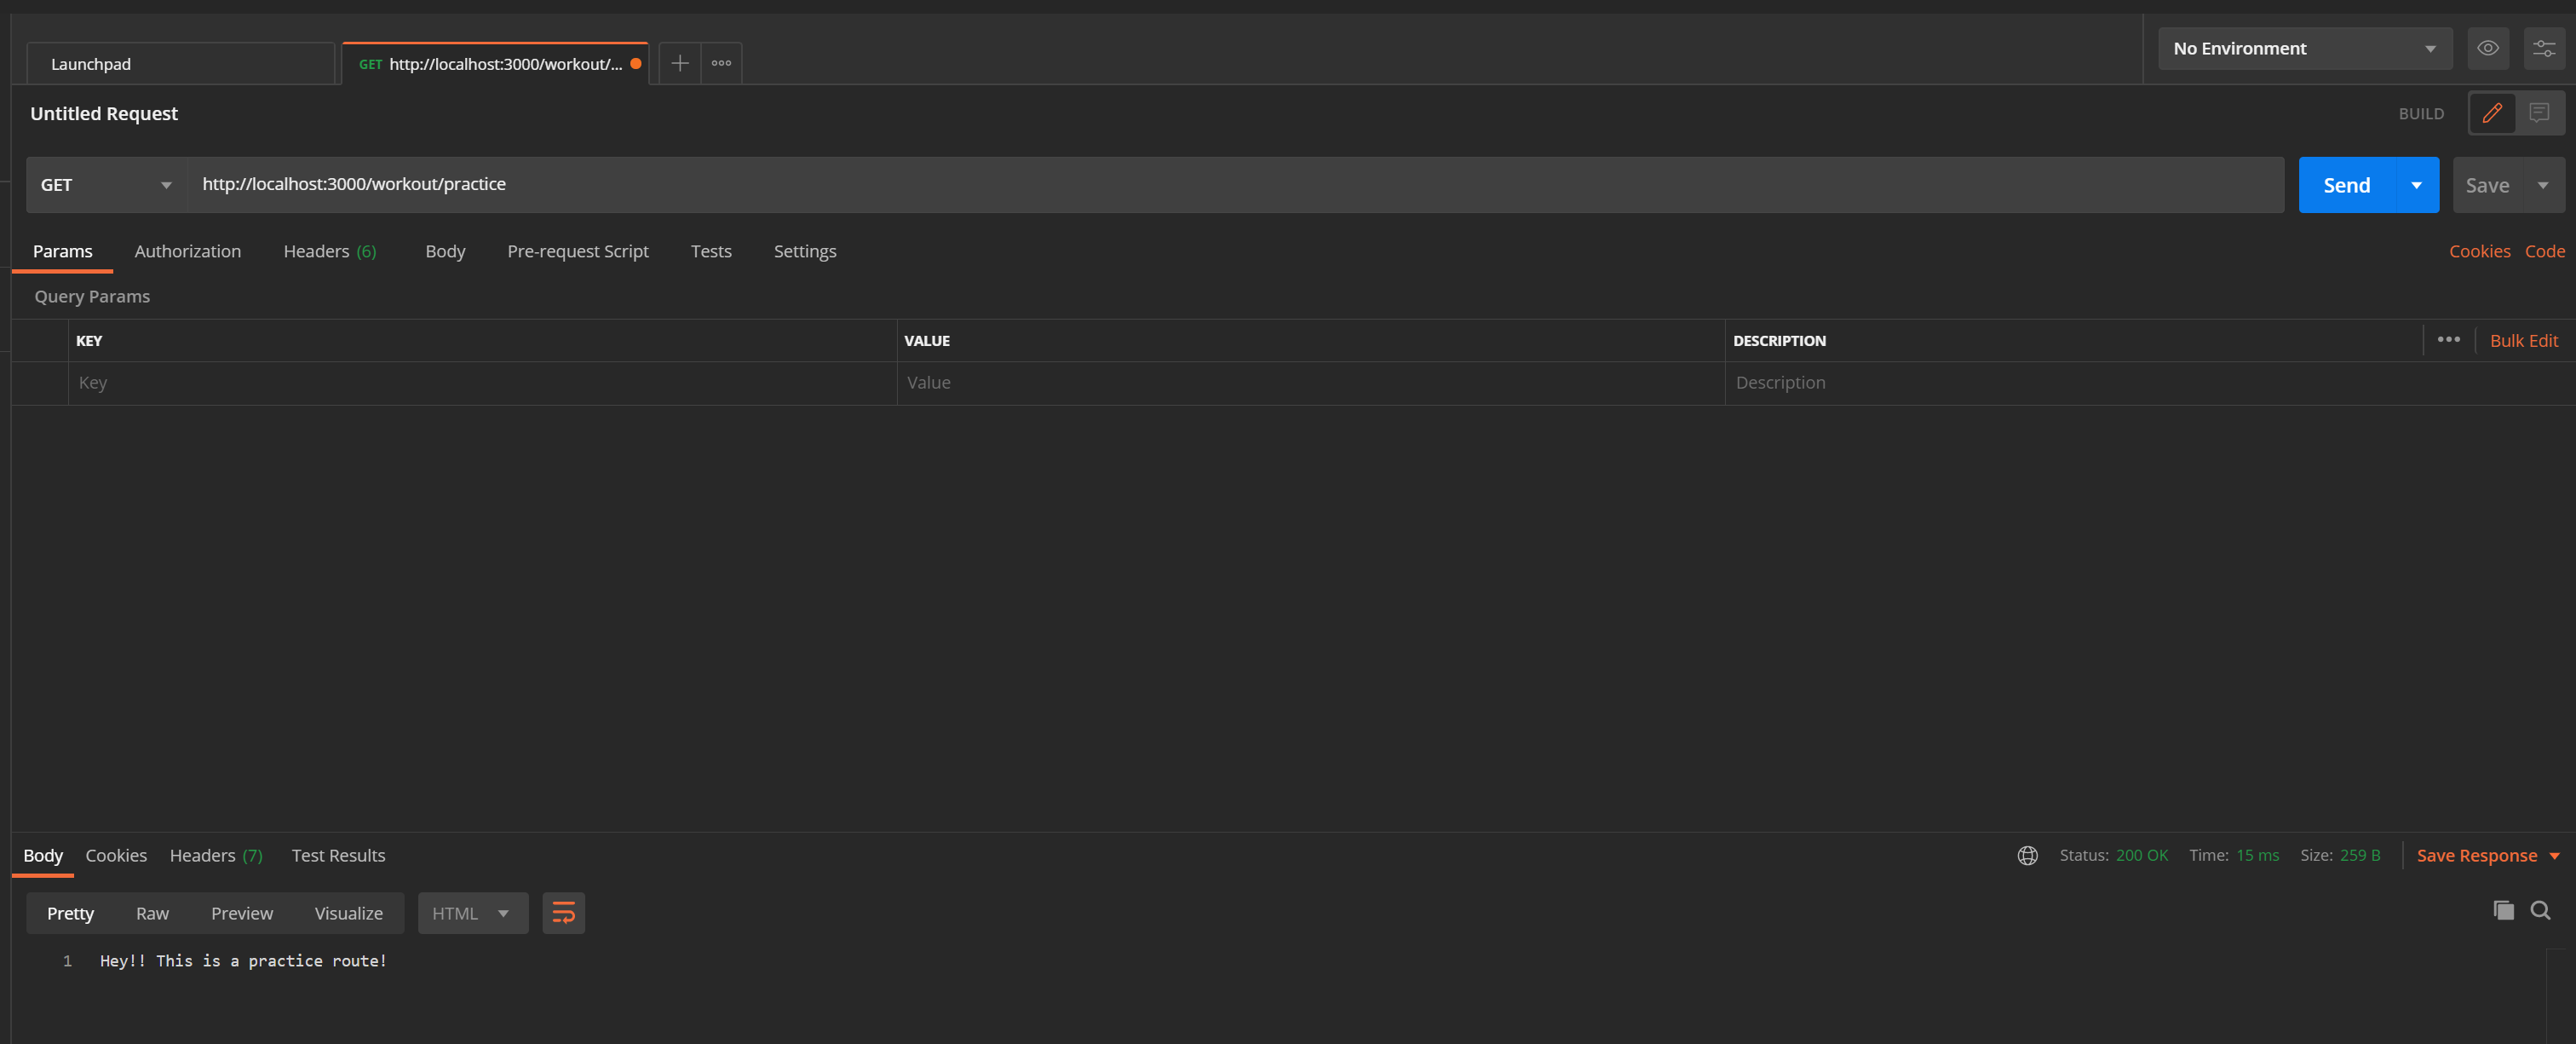 Launchpad GET http://localhost:3000/workout/... No Environment
Untitled Request BUILD
GET http://localhost:3000/workout/practice Send Save
Params Authorization Headers (6) Body Pre-request Script Tests Settings Cookies Code
Query Params
KEY VALUE DESCRIPTION Bulk Edit
Key Value Description
Body Cookies Headers (7) Test Results Status: 200 OK Time: 15 ms Size: 259 B Save Response
Pretty Raw Preview Visualize HTML
1 Hey!! This is a practice route!